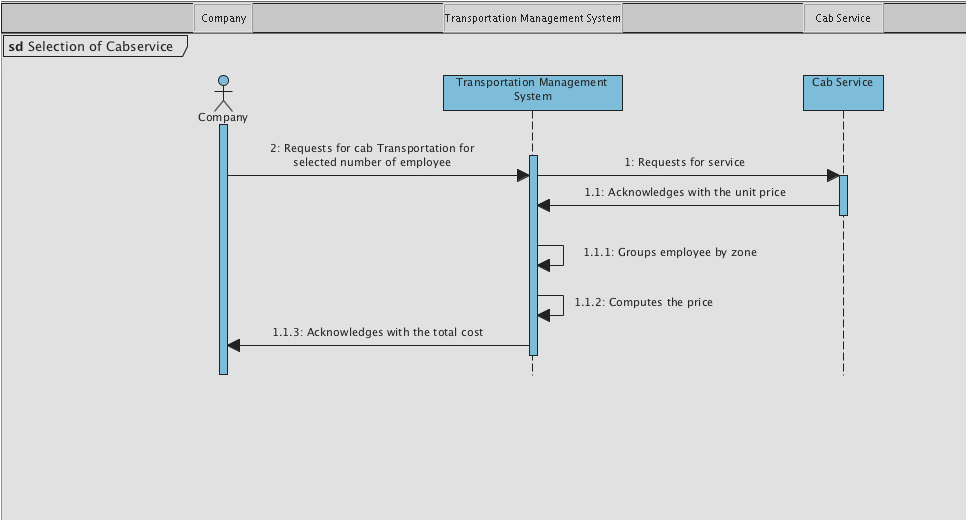 Company
Transportation Management System
Cab Service
sd Selection of Cabservice
Transportation Management
System
Cab Service
Company
2: Requests for cab Transportation for
selected number of employee
1: Requests for service
1.1: Acknowledges with the unit price
1.1.1: Groups employee by zone
1.1.2: Computes the price
1.1.3: Acknowledges with the total cost